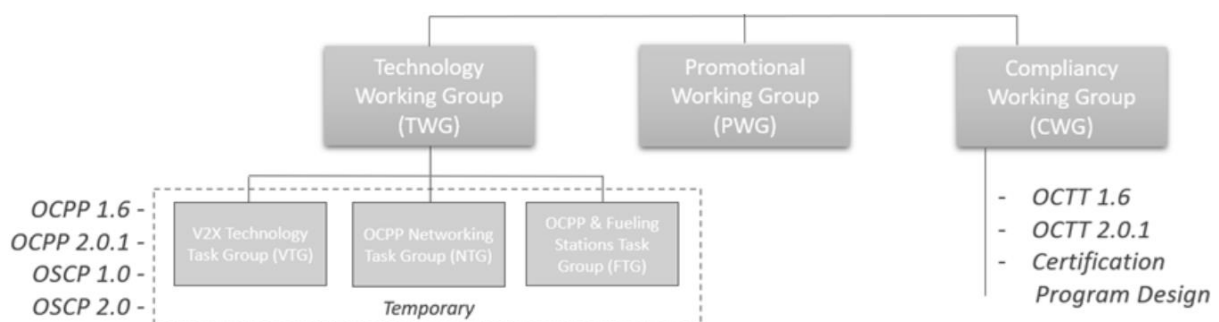 Technology
Working Group
(TWG)
Promotional
Working Group
(PWG)
Compliancy
Working Group
(CWG)
OCPP 1.6 -
OCPP 2.0.1 -
OSCP 1.0 -
OSCP 2.0 -
V2X Technology
Task Group (VTG)
OCPP Networking
Task Group (NTG)
OCPP & Fueling
Stations Task
Group (FTG)
Temporary
- OCTT 1.6
- OCTT 2.0.1
- Certification
Program Design